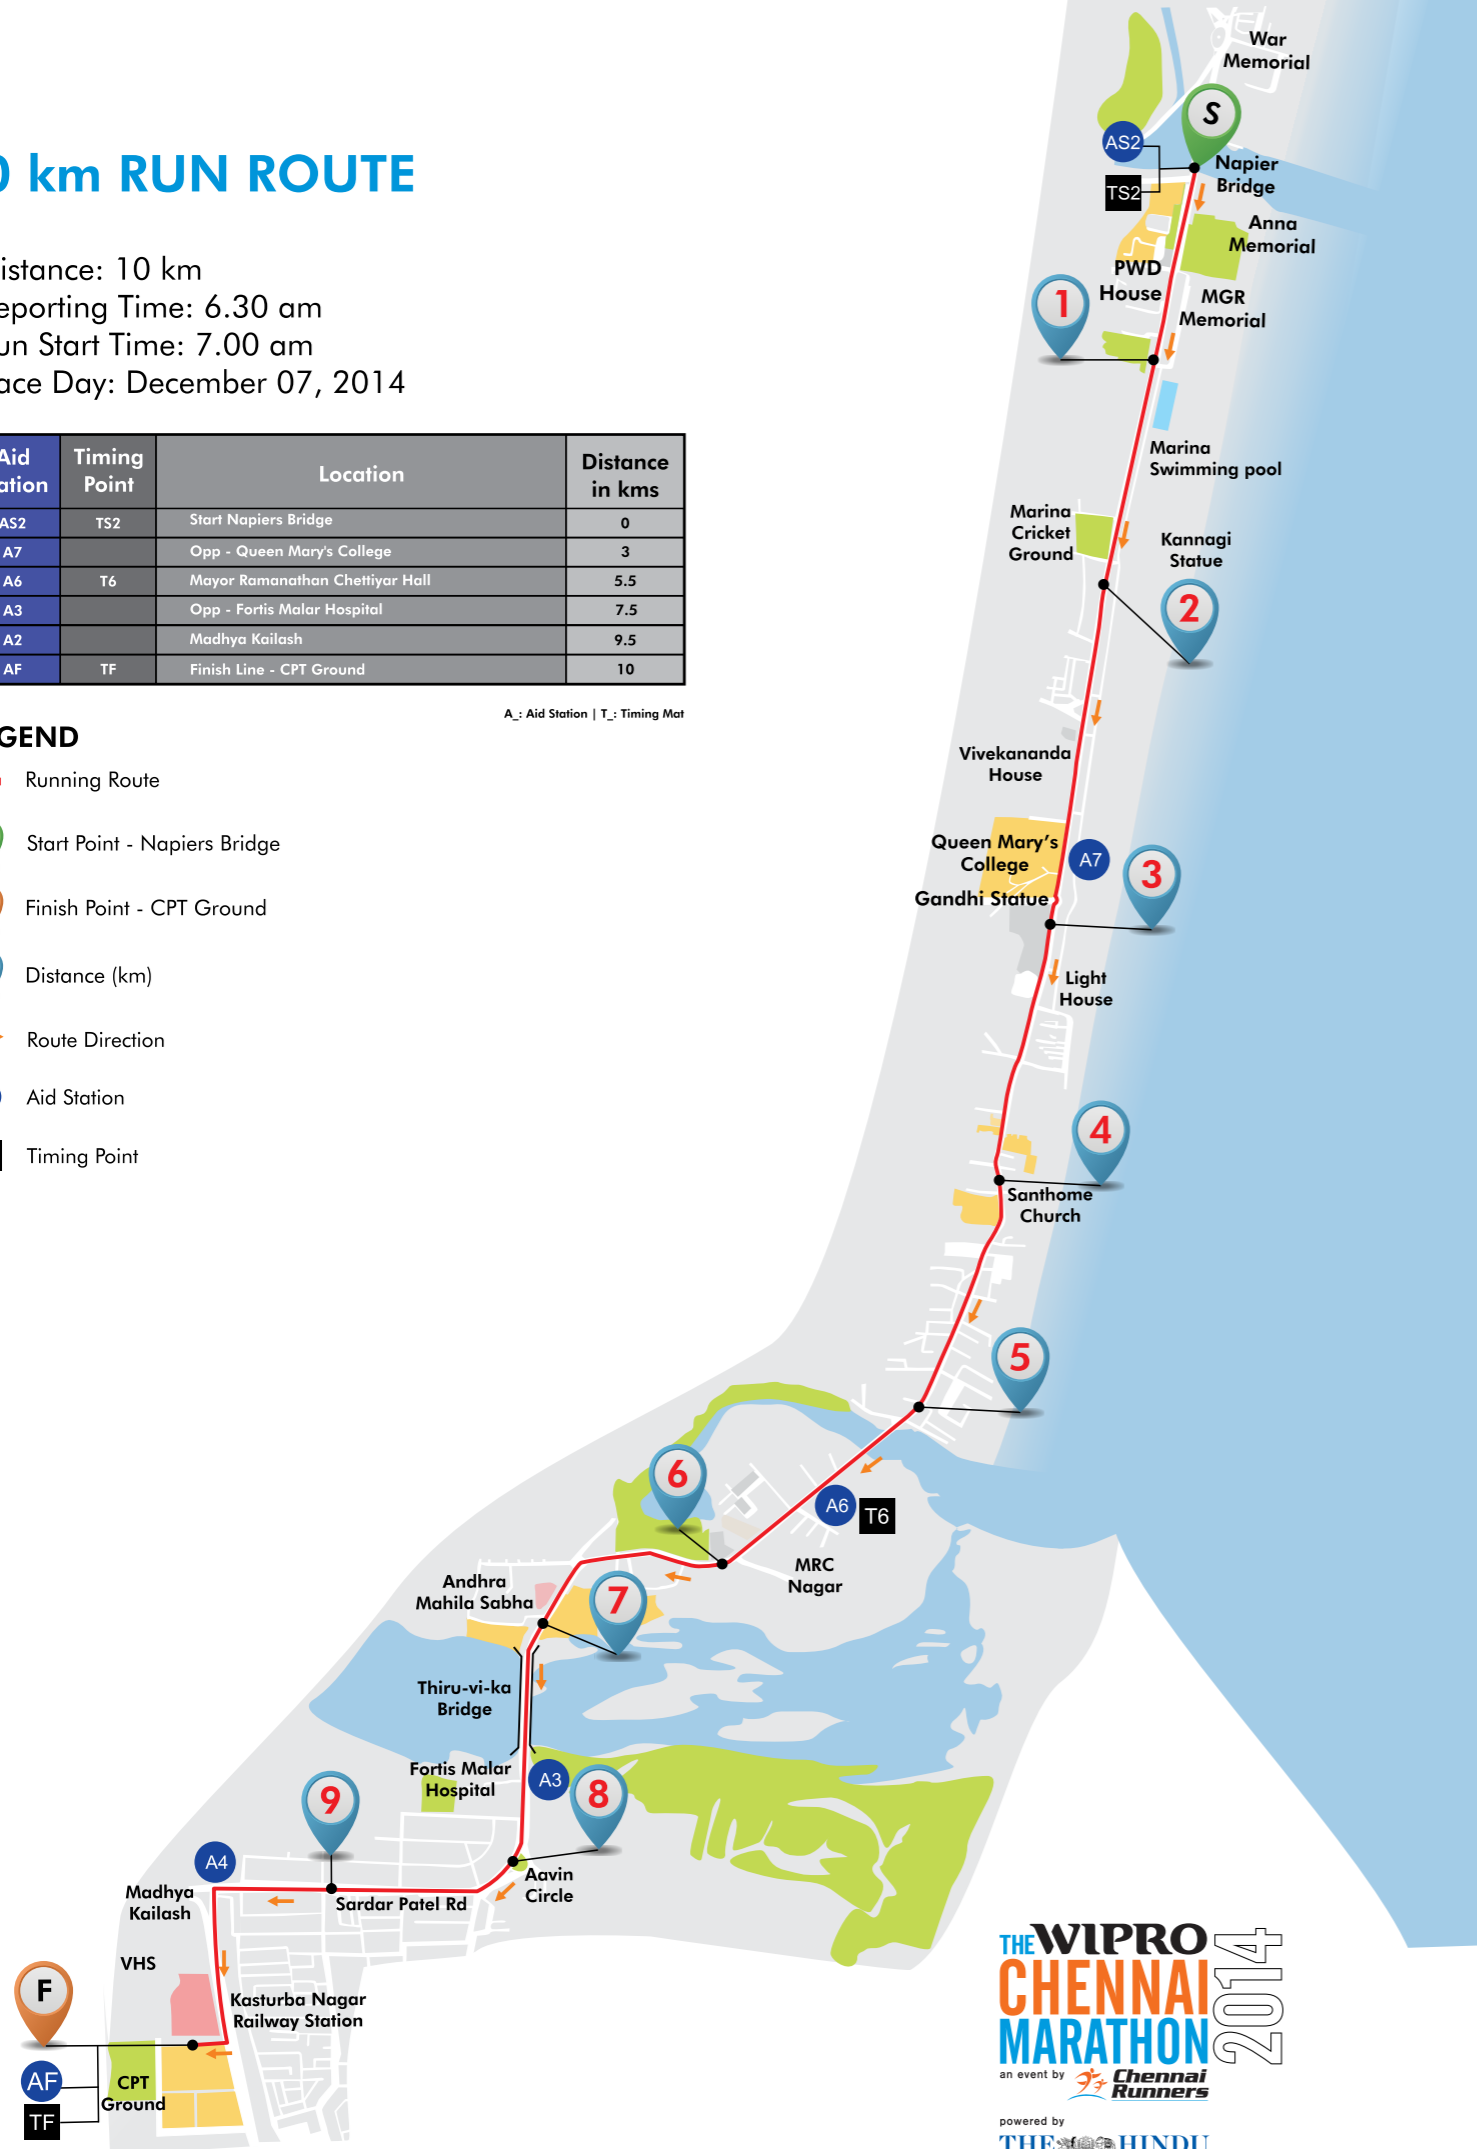 0 km RUN ROUTE
istance: 10 km
eporting Time: 6.30 am
un Start Time: 7.00 am
ace Day: December 07, 2014
Aid
ation
Timing
Point
Location
Distance
in kms
AS2 TS2 Start Napiers Bridge 0
A7 Opp - Queen Mary's College 3
A6 T6 Mayor Ramanathan Chettiyar Hall 5.5
A3 Opp - Fortis Malar Hospital 7.5
A2 Madhya Kailash 9.5
AF TF Finish Line - CPT Ground 10
A_: Aid Station | T_: Timing Mat
GEND
Running Route
Start Point - Napiers Bridge
Finish Point - CPT Ground
Distance (km)
Route Direction
Aid Station
Timing Point
War
Memorial
S
AS2
TS2
Napier
Bridge
Anna
Memorial
PWD
House
MGR
Memorial
1
Marina
Swimming pool
Marina
Cricket
Ground
Kannagi
Statue
2
Vivekananda
House
Queen Mary's
College
A7
3
Gandhi Statue
Light
House
4
Santhome
Church
5
6
A6
T6
MRC
Nagar
Andhra
Mahila Sabha
7
Thiru-vi-ka
Bridge
Fortis Malar
Hospital
A3
8
9
A4
Aavin
Circle
Madhya
Kailash
Sardar Patel Rd
VHS
F
Kasturba Nagar
Railway Station
AF
TF
CPT
Ground
THE WIPRO
CHENNAI
MARATHON
2014
an event by
Chennai
Runners
powered by
THE HINDU